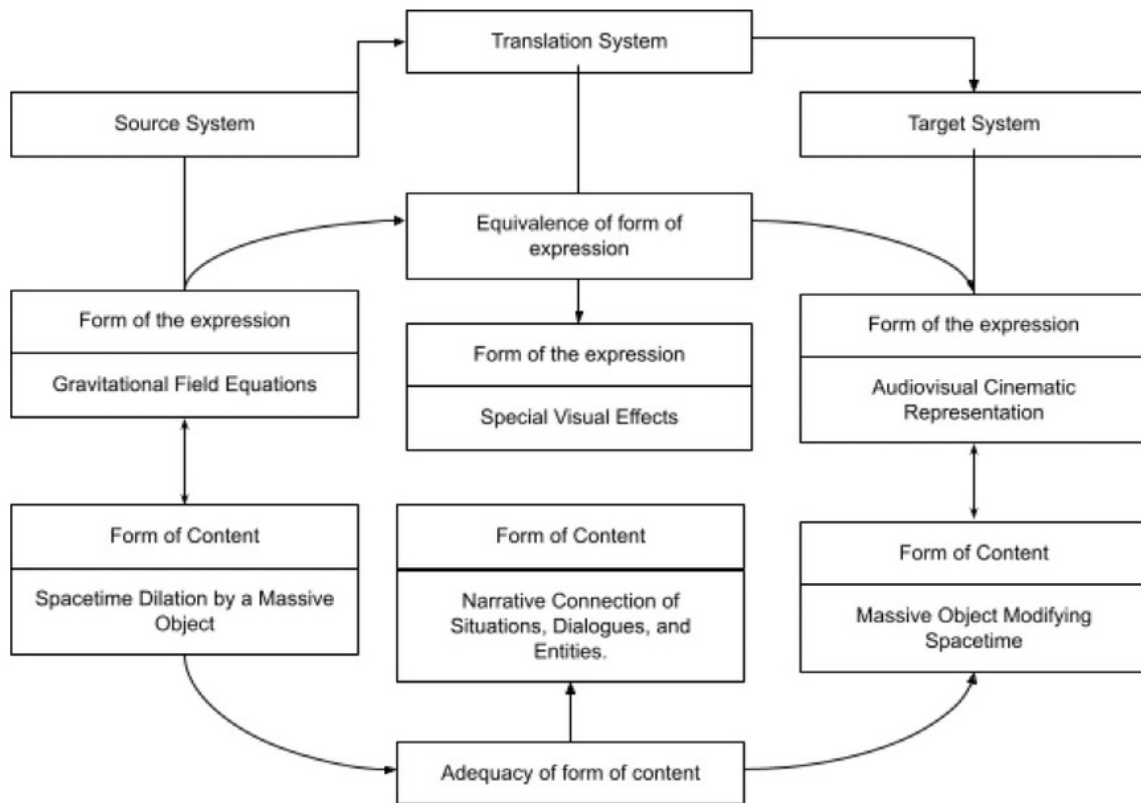 Translation System
Source System
Target System
Equivalence of form of
expression
Form of the expression
Gravitational Field Equations
Form of the expression
Special Visual Effects
Form of the expression
Audiovisual Cinematic
Representation
Form of Content
Spacetime Dilation by a Massive
Object
Form of Content
Narrative Connection of
Situations, Dialogues, and
Entities.
Form of Content
Massive Object Modifying
Spacetime
Adequacy of form of content